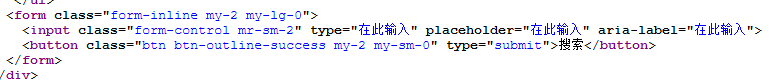 </ul>
<form class="form-inline my-2 my-lg-0">
<input class="form-control mr-sm-2" type="在此输入" placeholder="在此输入" aria-label="在此输入">
<button class="btn btn-outline-success my-2 my-sm-0" type="submit">搜索</button>
</form>
/div>